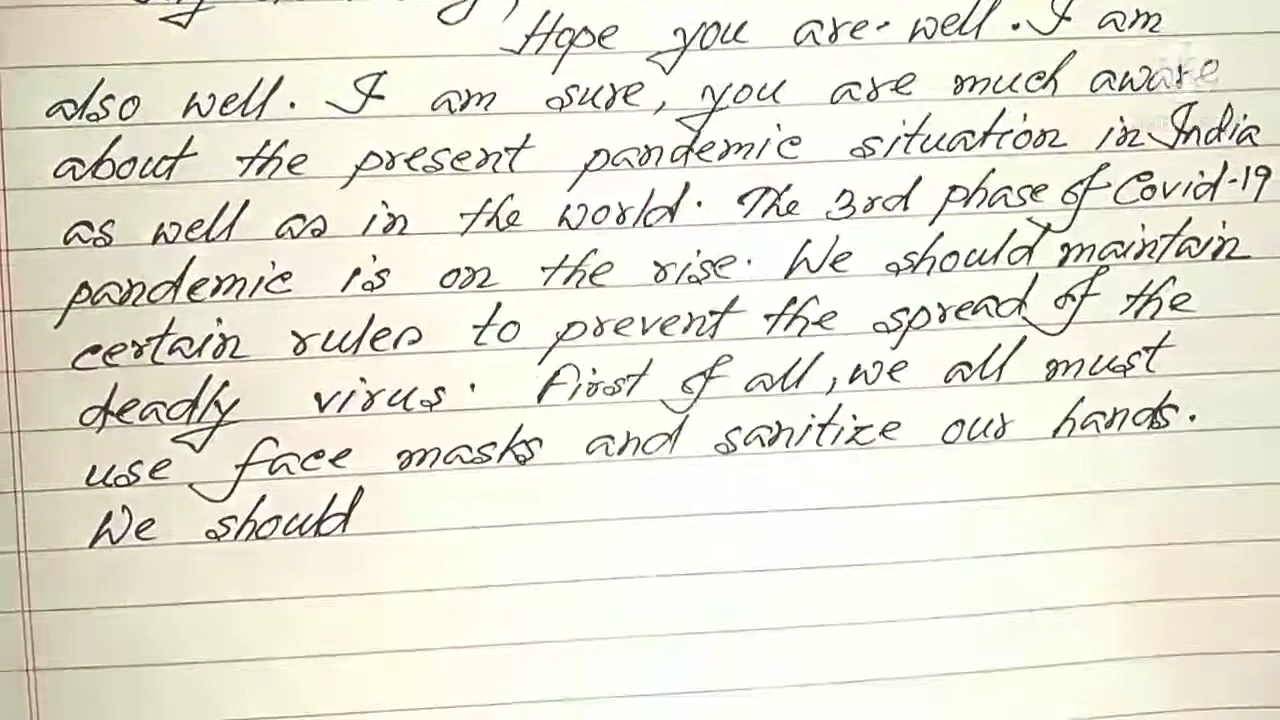 Hope you are well. I am
also well. I am sure, you are much aware
about the present pandemic situation in India
as well as in the world. The 3rd phase of Covid-19
pandemic is on the rise. We should maintain
certain rules to prevent the spread of the
deadly virus. First of all, we all must
use face masks and sanitize our hands.
We should